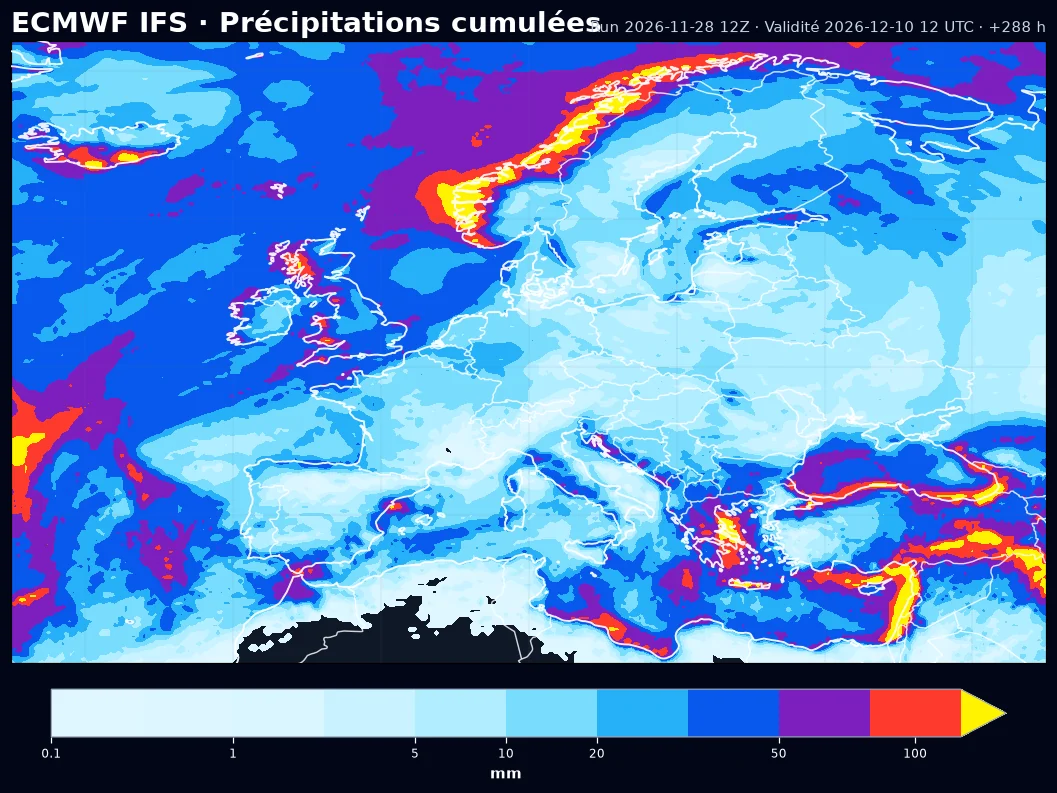 ECMWF IFS · Précipitations cumulées
Run 2026-11-28 12Z · Validité 2026-12-10 12 UTC · +288 h
0.1 1 5 10 20 50 100
mm